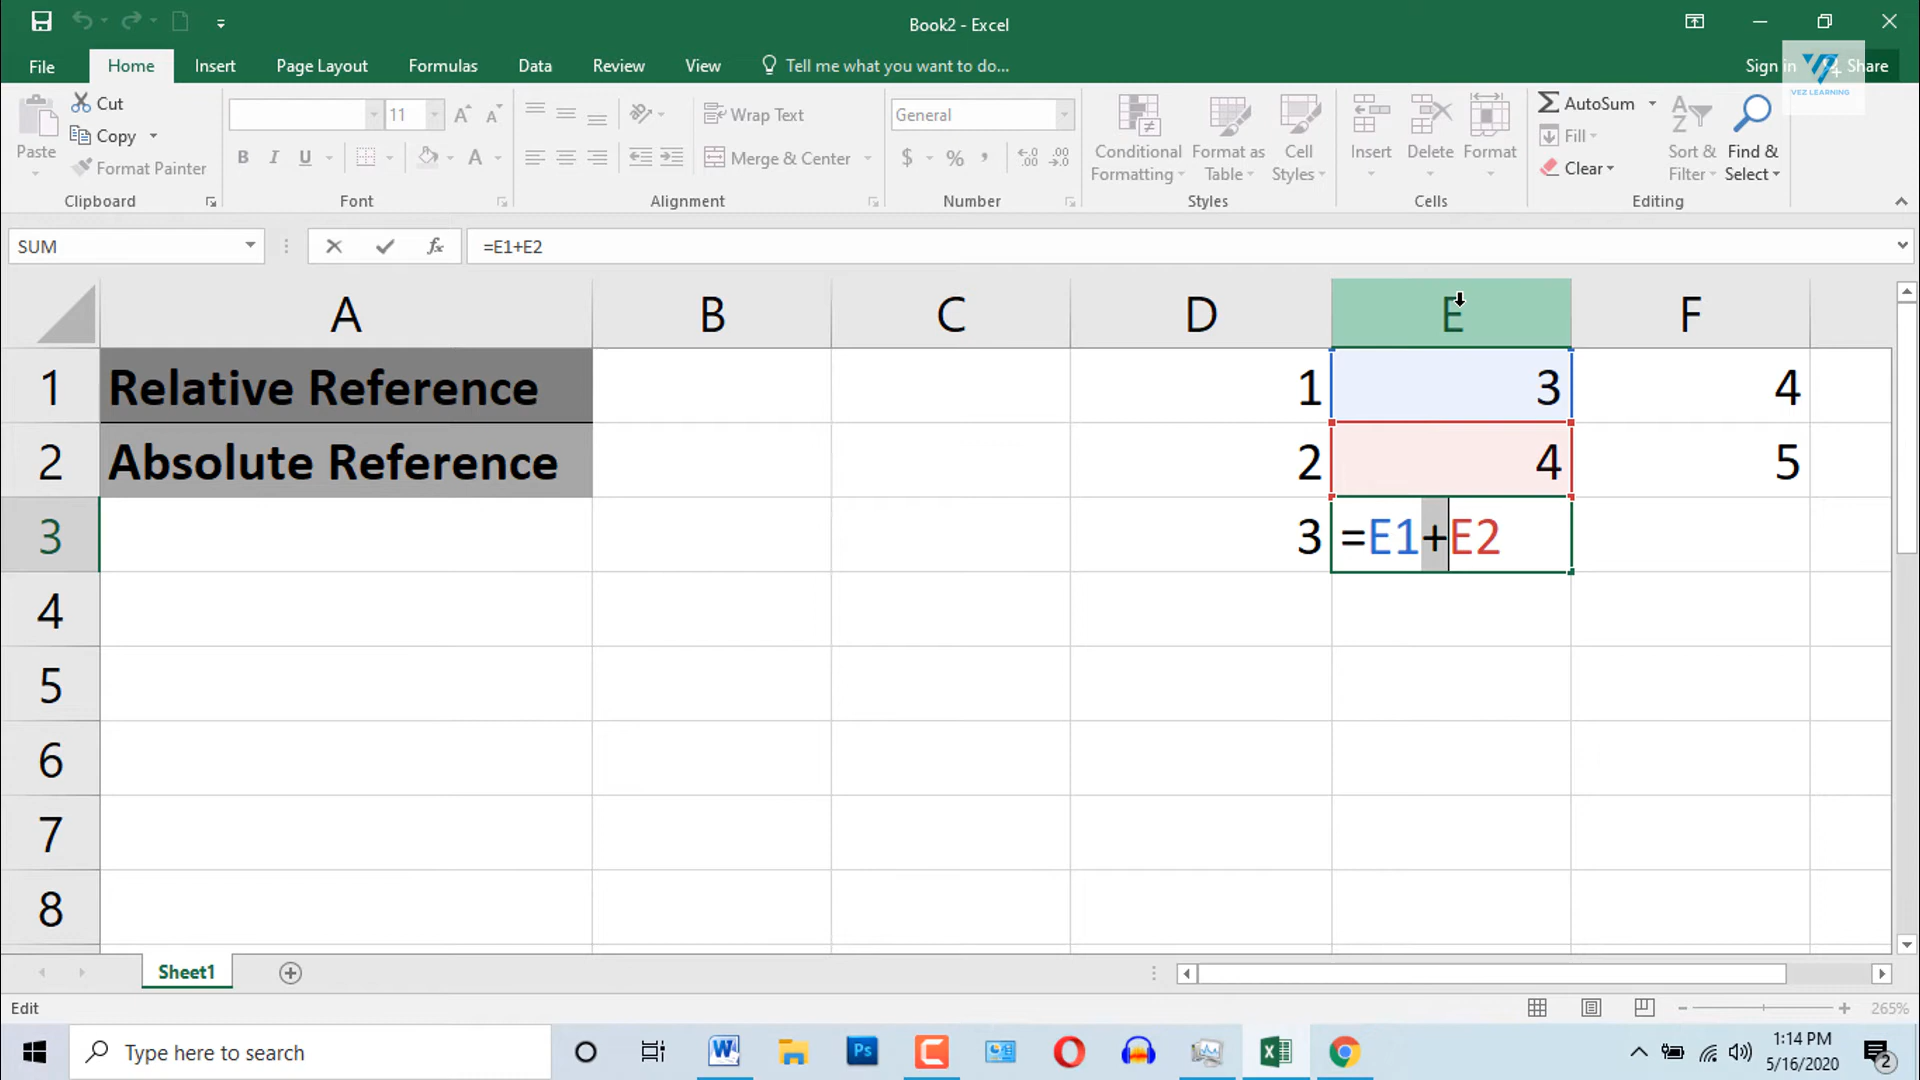 Book2 - Excel
File Home Insert Page Layout Formulas Data Review View Tell me what you want to do... Sign in Share
VEZ LEARNING
Paste
Cut
Copy
Format Painter
Clipboard
11
B I U A
Font
Wrap Text
Merge & Center
Alignment
General
$ % ,
Number
Conditional Formatting
Format as Table
Cell Styles
Styles
Insert Delete Format
Cells
AutoSum
Fill
Clear
Sort & Filter
Find & Select
Editing
SUM fx =E1+E2
A B C D E F
1 Relative Reference 1 3 4
2 Absolute Reference 2 4 5
3 3 =E1+E2
4
5
6
7
8
Sheet1
Edit 265%
Type here to search
1:14 PM
5/16/2020
2